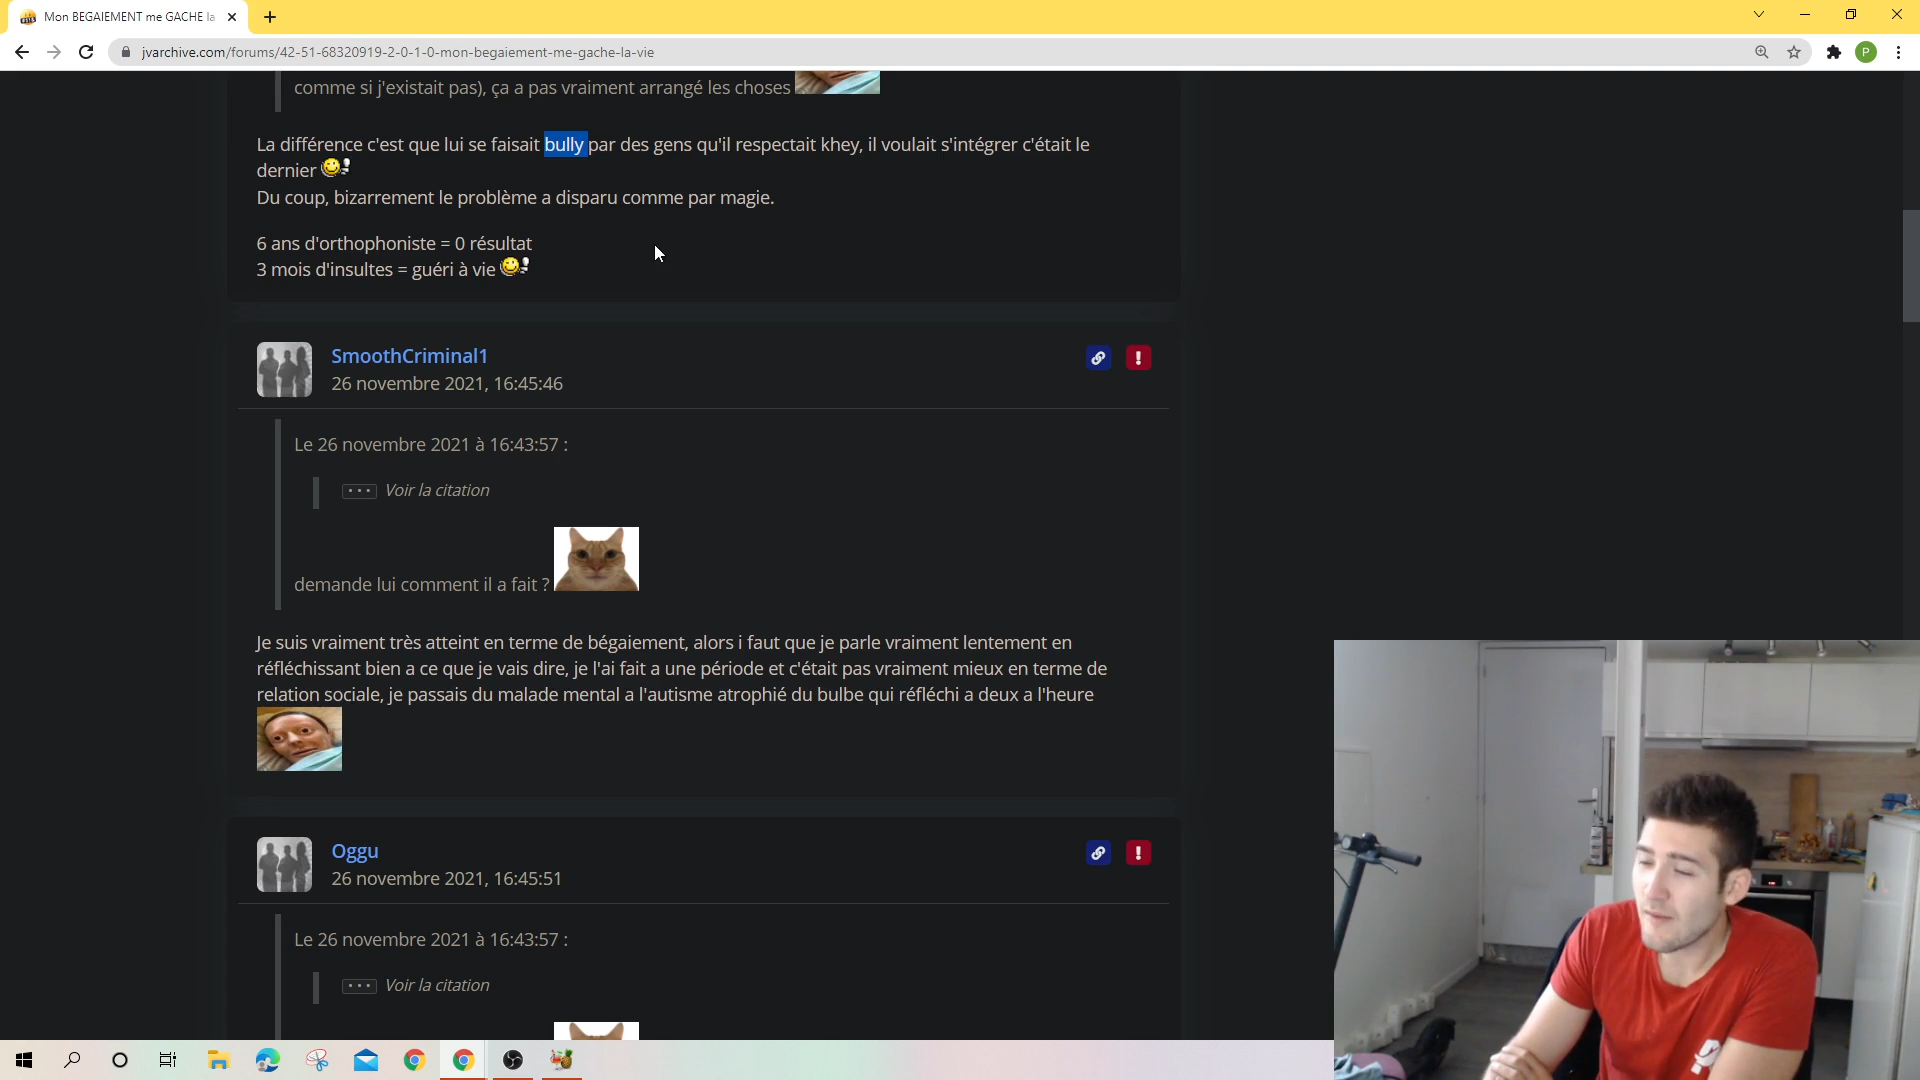 Mon BEGAIEMENT me GACHE la
jvarchive.com/forums/42-51-68320919-2-0-1-0-mon-begaiement-me-gache-la-vie
P
comme si j'existait pas), ça a pas vraiment arrangé les choses
La différence c'est que lui se faisait bully par des gens qu'il respectait khey, il voulait s'intégrer c'était le
dernier
Du coup, bizarrement le problème a disparu comme par magie.
6 ans d'orthophoniste = 0 résultat
3 mois d'insultes = guéri à vie
SmoothCriminal1
26 novembre 2021, 16:45:46
Le 26 novembre 2021 à 16:43:57 :
Voir la citation
demande lui comment il a fait ?
Je suis vraiment très atteint en terme de bégaiement, alors i faut que je parle vraiment lentement en
réfléchissant bien a ce que je vais dire, je l'ai fait a une période et c'était pas vraiment mieux en terme de
relation sociale, je passais du malade mental a l'autisme atrophié du bulbe qui réfléchi a deux a l'heure
Oggu
26 novembre 2021, 16:45:51
Le 26 novembre 2021 à 16:43:57 :
Voir la citation